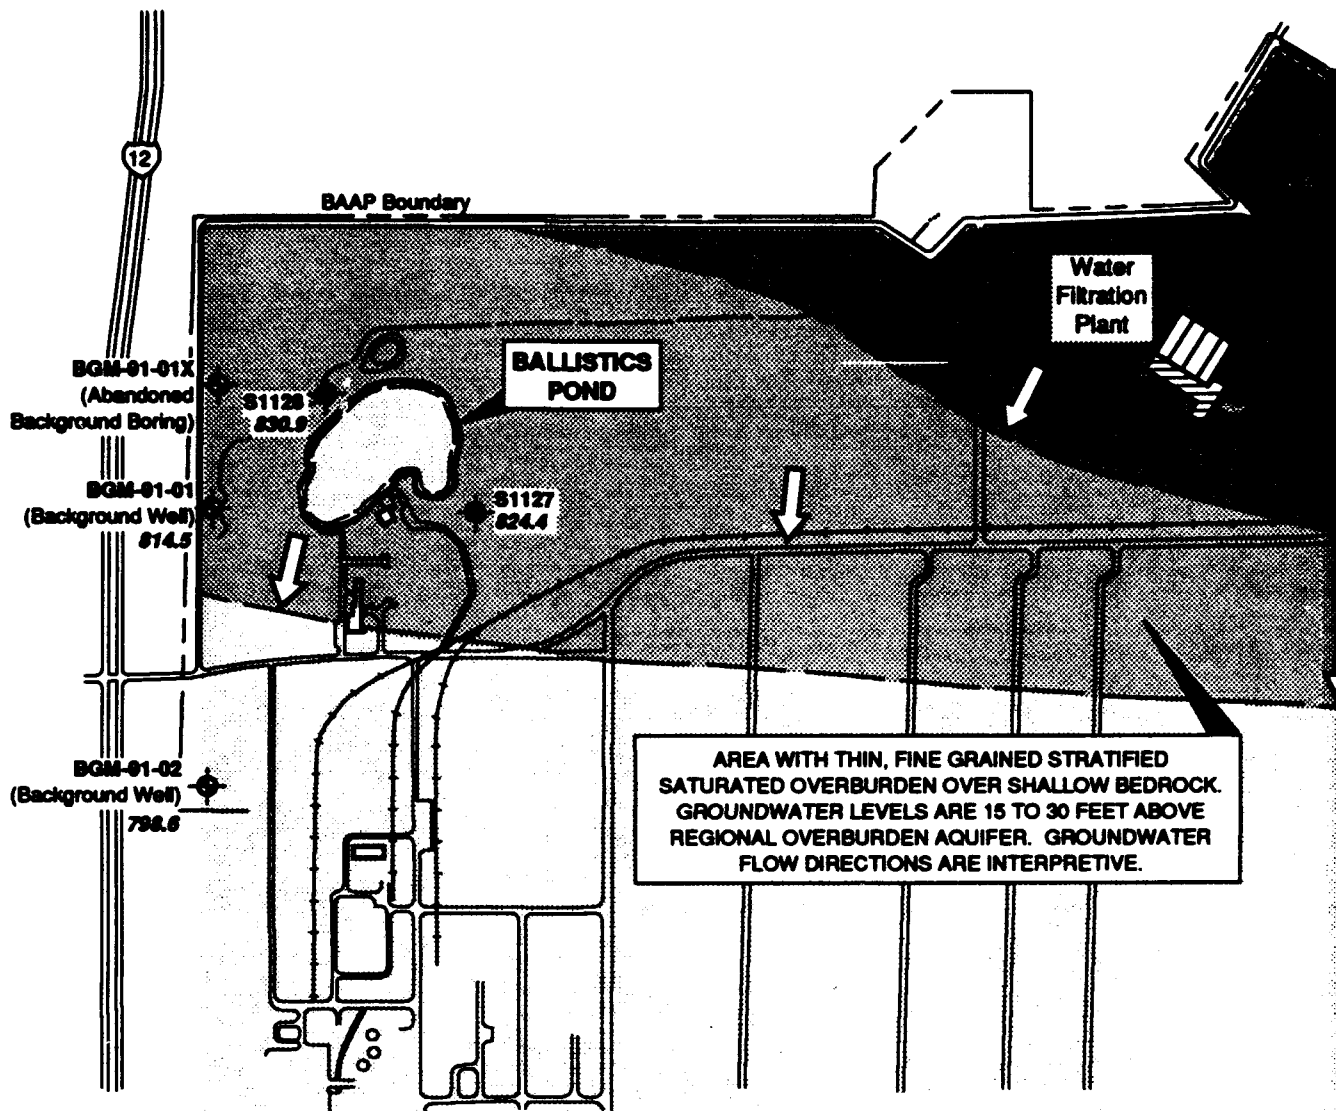 12
BAAP Boundary
Water
Filtration
Plant
BALLISTICS
POND
BGM-91-01X
(Abandoned
Background Boring)
S1128
830.9
BGM-91-01
(Background Well)
814.5
S1127
824.4
BGM-91-02
(Background Well)
AREA WITH THIN, FINE GRAINED STRATIFIED
SATURATED OVERBURDEN OVER SHALLOW BEDROCK.
GROUNDWATER LEVELS ARE 15 TO 30 FEET ABOVE
REGIONAL OVERBURDEN AQUIFER. GROUNDWATER
FLOW DIRECTIONS ARE INTERPRETIVE.